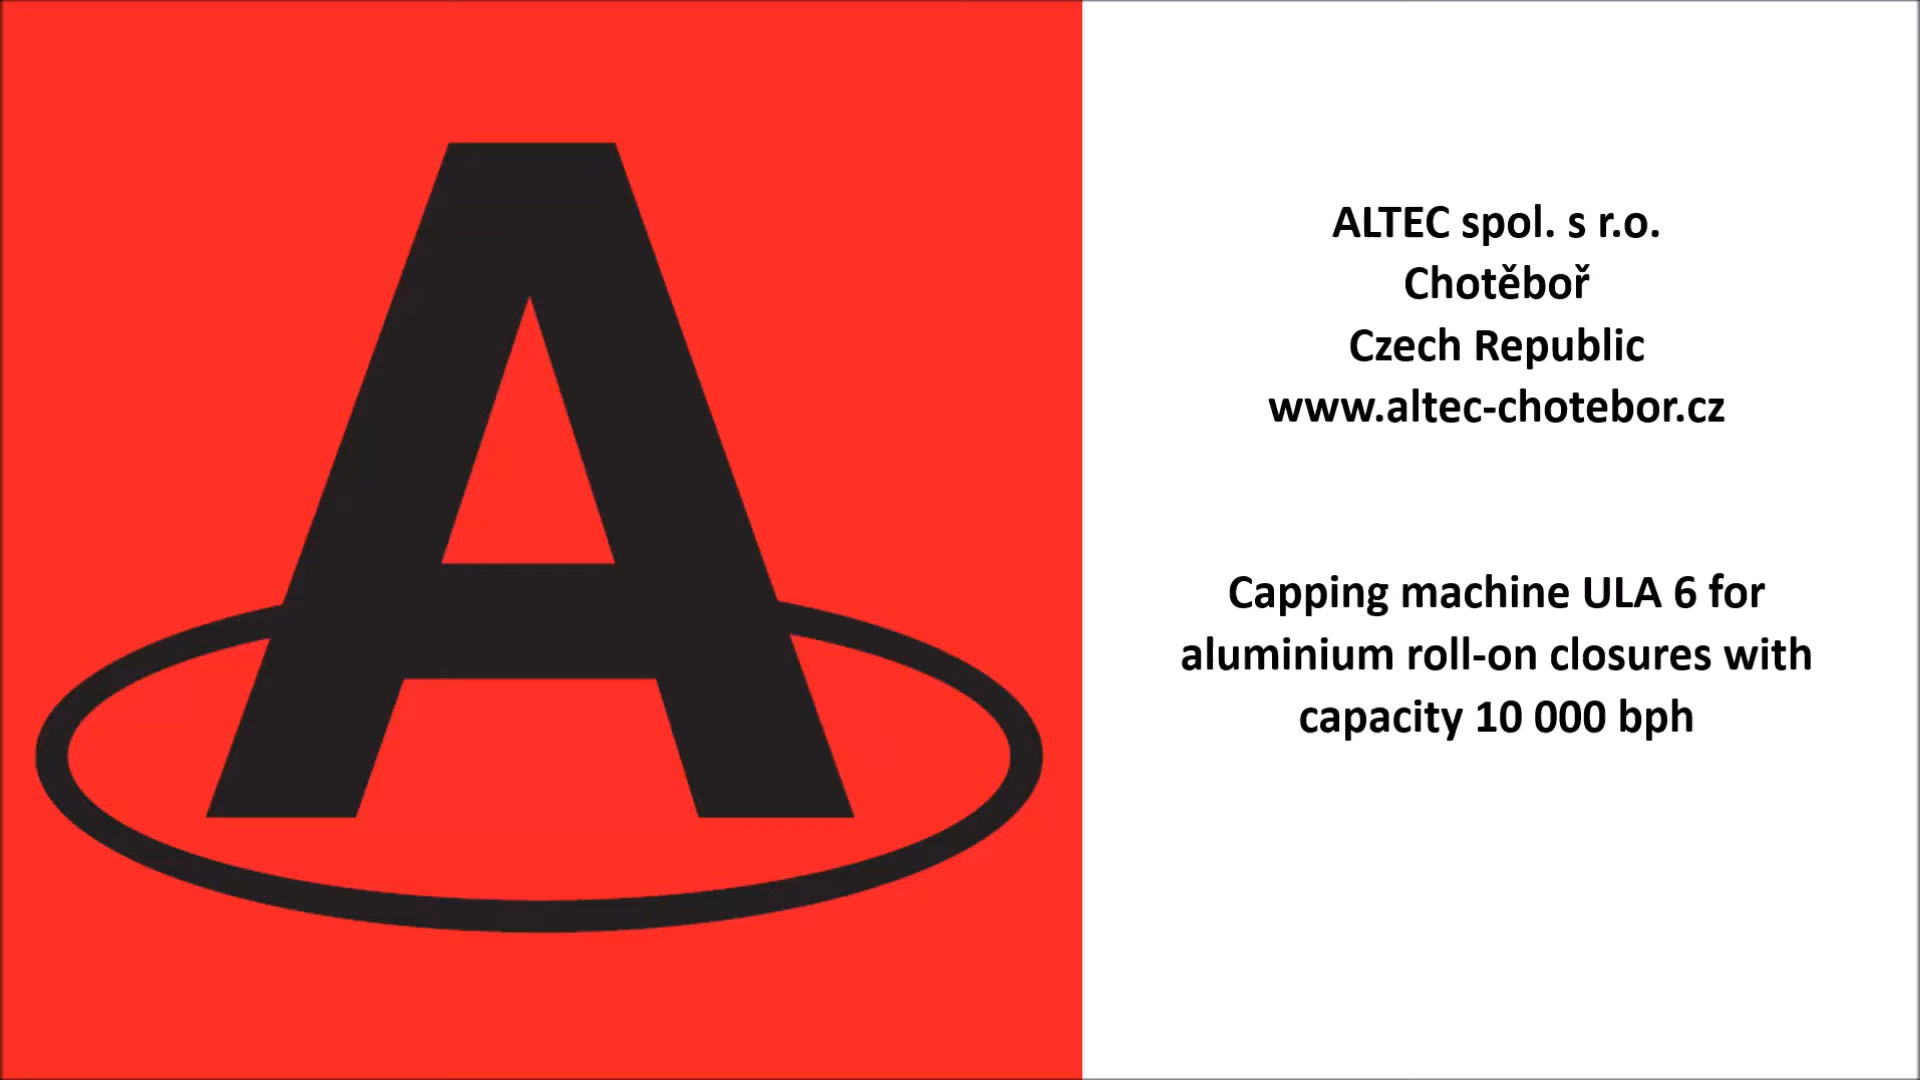 A
ALTEC spol. s r.o.
Chotěboř
Czech Republic
www.altec-chotebor.cz
Capping machine ULA 6 for
aluminium roll-on closures with
capacity 10 000 bph